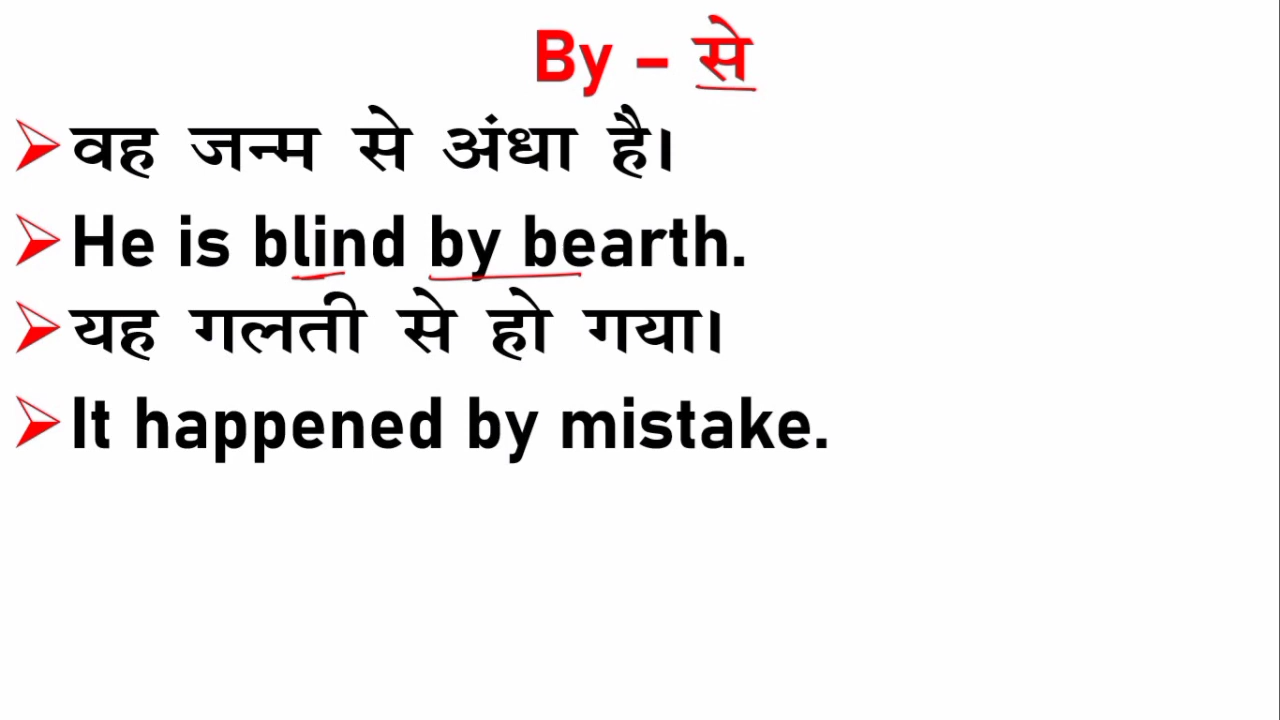 By – से
वह जन्म से अंधा है।
He is blind by bearth.
यह गलती से हो गया।
It happened by mistake.